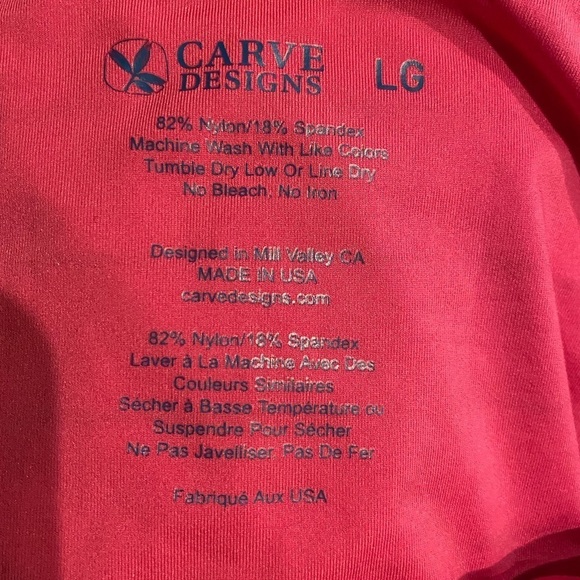 CARVE
DESIGNS
LG
82% Nylon/18% Spandex
Machine Wash With Like Colors
Tumble Dry Low Or Line Dry
No Bleach, No Iron
Designed in Mill Valley CA
MADE IN USA
carvedesigns.com
82% Nylon/18% Spandex
Laver à La Machine Avec Des
Couleurs Similaires
Sécher à Basse Température ou
Suspendre Pour Sécher
Ne Pas Javelliser, Pas De Fer
Fabriqué Aux USA